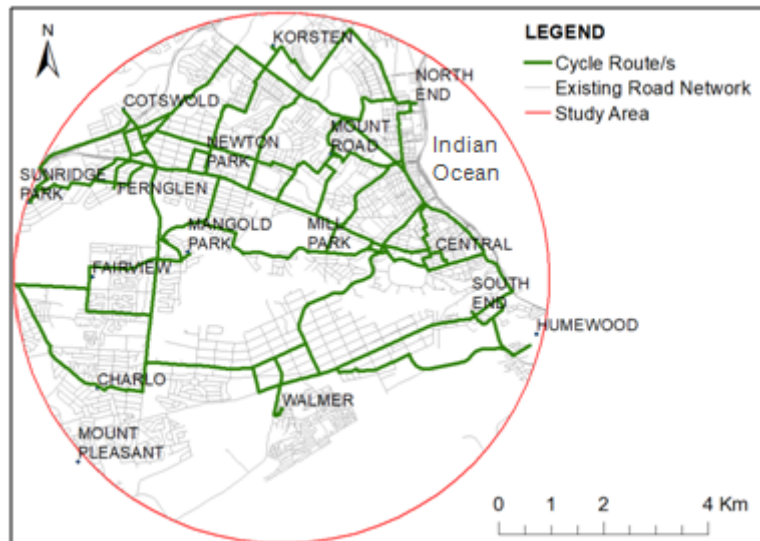 N
KORSTEN
NORTH
END
COTSWOLD
NEWTON
PARK
MOUNT
ROAD
Indian
Ocean
SUNRIDGE
PARK
FERNGLEN
MANGOLD
PARK
MILL
PARK
CENTRAL
FAIRVIEW
SOUTH
END
HUMEWOOD
CHARLO
WALMER
MOUNT
PLEASANT
LEGEND
Cycle Route/s
Existing Road Network
Study Area
0 1 2 4 Km